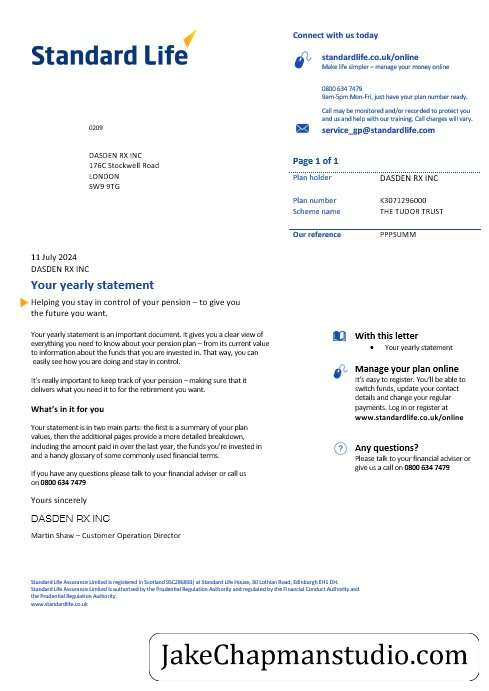 Standard Life
Connect with us today
standardlife.co.uk/online
Make life simpler – manage your money online
0800 634 7479
9am-5pm Mon-Fri, just have your plan number ready.
Call may be monitored and/or recorded to protect you
and us and help with our training. Call charges will vary.
service_gp@standardlife.com
0209
DASDEN RX INC
176C Stockwell Road
LONDON
SW9 9TG
Page 1 of 1
Plan holder DASDEN RX INC
Plan number K3071296000
Scheme name THE TUDOR TRUST
Our reference PPPSUMM
11 July 2024
DASDEN RX INC
Your yearly statement
Helping you stay in control of your pension – to give you
the future you want.
Your yearly statement is an important document. It gives you a clear view of
everything you need to know about your pension plan – from its current value
to information about the funds that you are invested in. That way, you can
easily see how you are doing and stay in control.
It's really important to keep track of your pension – making sure that it
delivers what you need it to for the retirement you want.
What's in it for you
Your statement is in two main parts: the first is a summary of your plan
values, then the additional pages provide a more detailed breakdown,
including the amount paid in over the last year, the funds you're invested in
and a handy glossary of some commonly used financial terms.
If you have any questions please talk to your financial adviser or call us
on 0800 634 7479
Yours sincerely
DASDEN RX INC
Martin Shaw – Customer Operation Director
With this letter
• Your yearly statement
Manage your plan online
It's easy to register. You'll be able to
switch funds, update your contact
details and change your regular
payments. Log in or register at
www.standardlife.co.uk/online
? Any questions?
Please talk to your financial adviser or
give us a call on 0800 634 7479
Standard Life Assurance Limited is registered in Scotland (SC286833) at Standard Life House, 30 Lothian Road, Edinburgh EH1 DH.
Standard Life Assurance Limited is authorised by the Prudential Regulation Authority and regulated by the Financial Conduct Authority and
the Prudential Regulation Authority.
www.standardlife.co.uk
JakeChapmanstudio.com